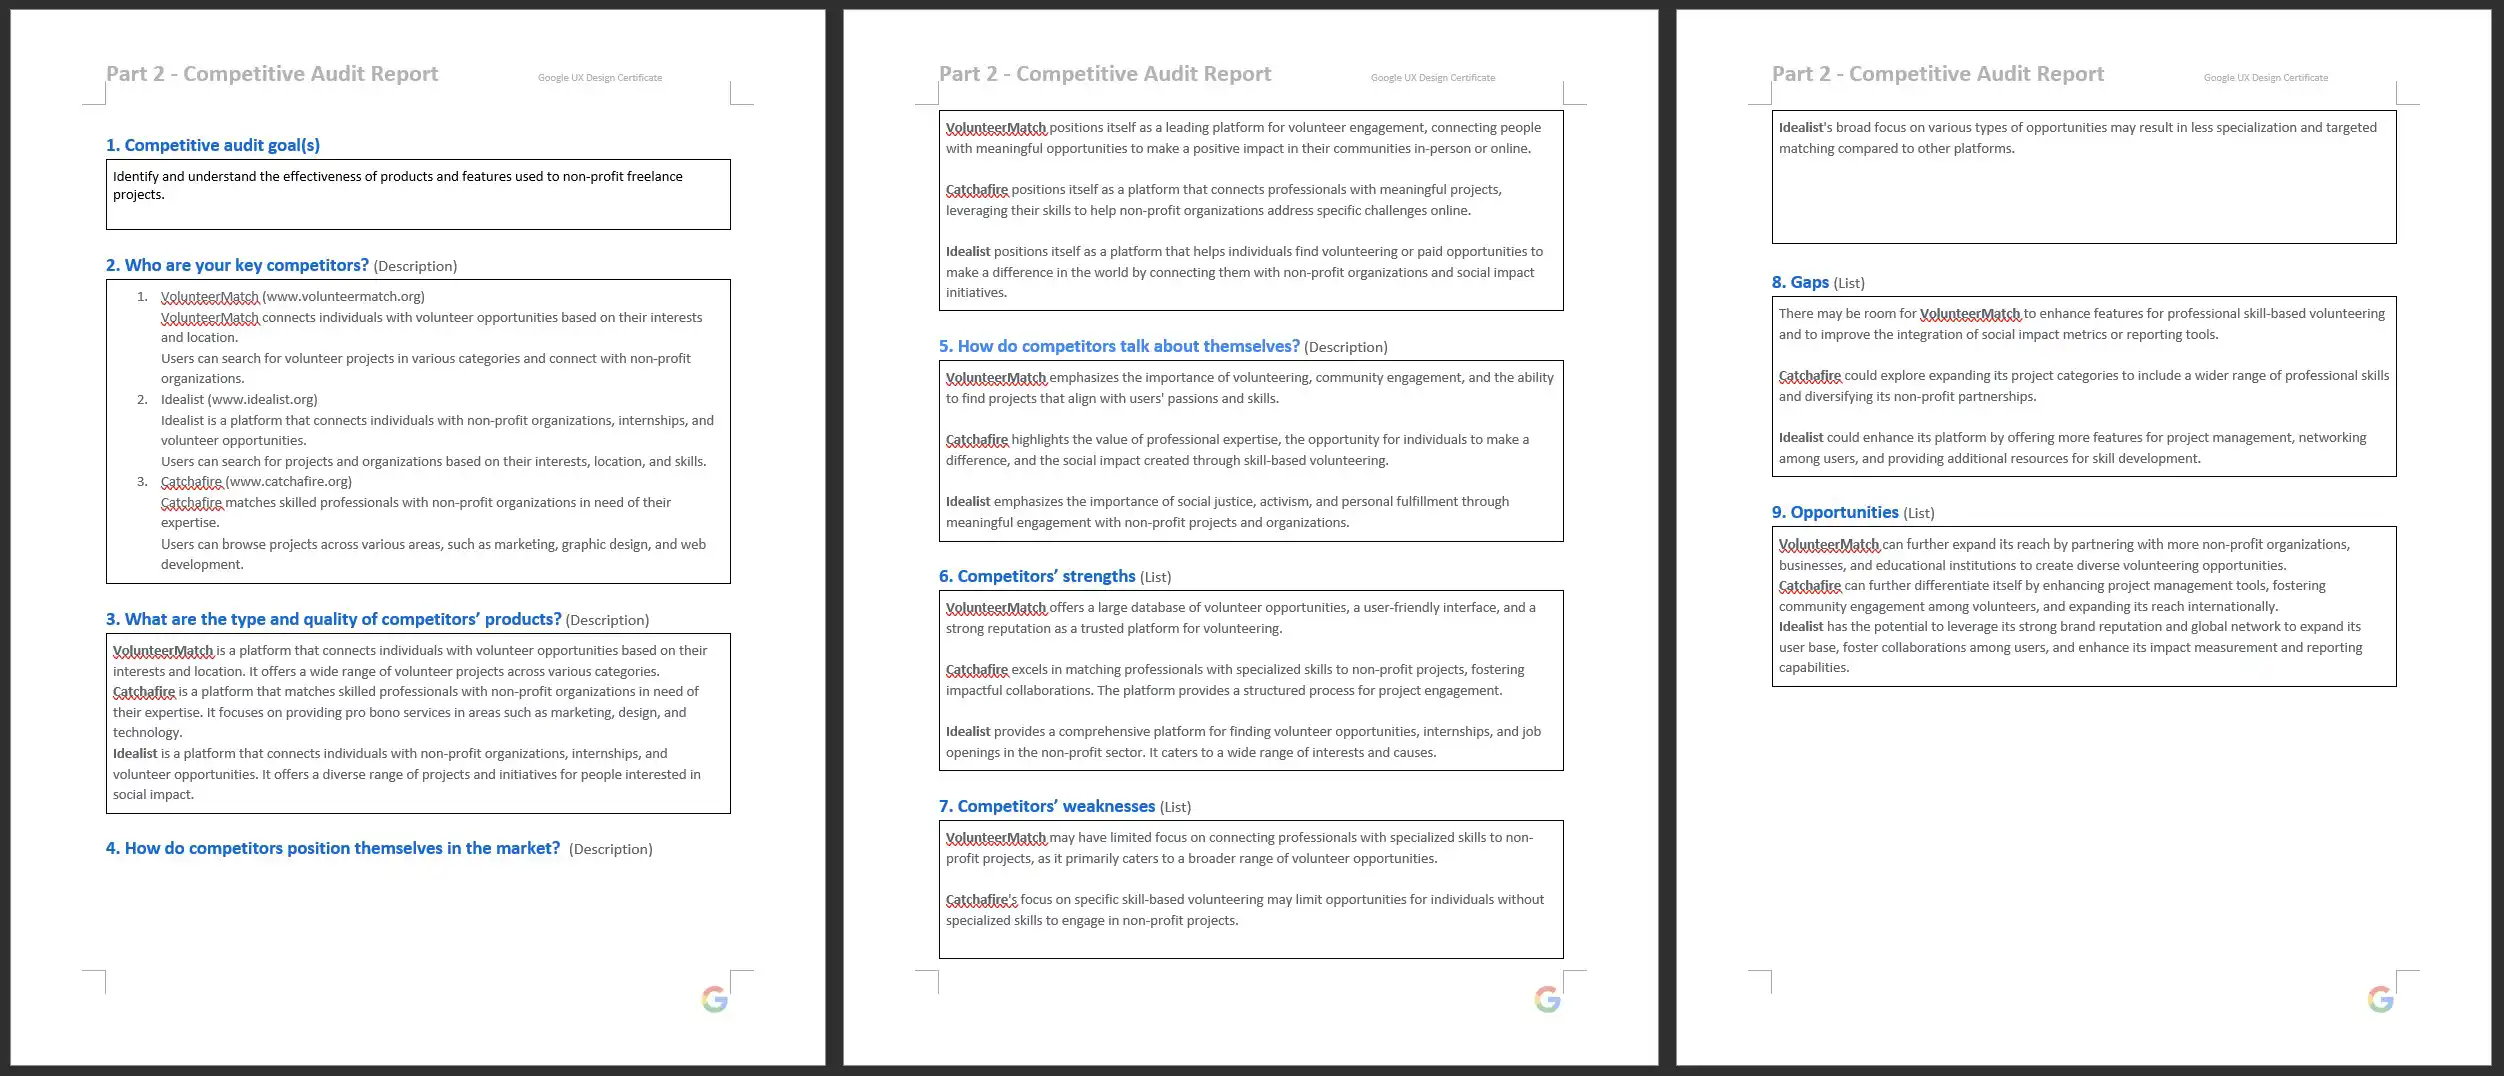 Part 2 - Competitive Audit Report
Google UX Design Certificate
1. Competitive audit goal(s)
Identify and understand the effectiveness of products and features used to non-profit freelance
projects.
2. Who are your key competitors? (Description)
1. VolunteerMatch (www.volunteermatch.org)
VolunteerMatch connects individuals with volunteer opportunities based on their interests
and location.
Users can search for volunteer projects in various categories and connect with non-profit
organizations.
2. Idealist (www.idealist.org)
Idealist is a platform that connects individuals with non-profit organizations, internships, and
volunteer opportunities.
Users can search for projects and organizations based on their interests, location, and skills.
3. Catchafire (www.catchafire.org)
Catchafire matches skilled professionals with non-profit organizations in need of their
expertise.
Users can browse projects across various areas, such as marketing, graphic design, and web
development.
3. What are the type and quality of competitors’ products? (Description)
VolunteerMatch is a platform that connects individuals with volunteer opportunities based on their
interests and location. It offers a wide range of volunteer projects across various categories.
Catchafire is a platform that matches skilled professionals with non-profit organizations in need of
their expertise. It focuses on providing pro bono services in areas such as marketing, design, and
technology.
Idealist is a platform that connects individuals with non-profit organizations, internships, and
volunteer opportunities. It offers a diverse range of projects and initiatives for people interested in
social impact.
4. How do competitors position themselves in the market? (Description)
G
Part 2 - Competitive Audit Report
Google UX Design Certificate
VolunteerMatch positions itself as a leading platform for volunteer engagement, connecting people
with meaningful opportunities to make a positive impact in their communities in-person or online.
Catchafire positions itself as a platform that connects professionals with meaningful projects,
leveraging their skills to help non-profit organizations address specific challenges online.
Idealist positions itself as a platform that helps individuals find volunteering or paid opportunities to
make a difference in the world by connecting them with non-profit organizations and social impact
initiatives.
5. How do competitors talk about themselves? (Description)
VolunteerMatch emphasizes the importance of volunteering, community engagement, and the ability
to find projects that align with users' passions and skills.
Catchafire highlights the value of professional expertise, the opportunity for individuals to make a
difference, and the social impact created through skill-based volunteering.
Idealist emphasizes the importance of social justice, activism, and personal fulfillment through
meaningful engagement with non-profit projects and organizations.
6. Competitors’ strengths (List)
VolunteerMatch offers a large database of volunteer opportunities, a user-friendly interface, and a
strong reputation as a trusted platform for volunteering.
Catchafire excels in matching professionals with specialized skills to non-profit projects, fostering
impactful collaborations. The platform provides a structured process for project engagement.
Idealist provides a comprehensive platform for finding volunteer opportunities, internships, and job
openings in the non-profit sector. It caters to a wide range of interests and causes.
7. Competitors’ weaknesses (List)
VolunteerMatch may have limited focus on connecting professionals with specialized skills to non-
profit projects, as it primarily caters to a broader range of volunteer opportunities.
Catchafire's focus on specific skill-based volunteering may limit opportunities for individuals without
specialized skills to engage in non-profit projects.
G
Part 2 - Competitive Audit Report
Google UX Design Certificate
Idealist's broad focus on various types of opportunities may result in less specialization and targeted
matching compared to other platforms.
8. Gaps (List)
There may be room for VolunteerMatch to enhance features for professional skill-based volunteering
and to improve the integration of social impact metrics or reporting tools.
Catchafire could explore expanding its project categories to include a wider range of professional skills
and diversifying its non-profit partnerships.
Idealist could enhance its platform by offering more features for project management, networking
among users, and providing additional resources for skill development.
9. Opportunities (List)
VolunteerMatch can further expand its reach by partnering with more non-profit organizations,
businesses, and educational institutions to create diverse volunteering opportunities.
Catchafire can further differentiate itself by enhancing project management tools, fostering
community engagement among volunteers, and expanding its reach internationally.
Idealist has the potential to leverage its strong brand reputation and global network to expand its
user base, foster collaborations among users, and enhance its impact measurement and reporting
capabilities.
G